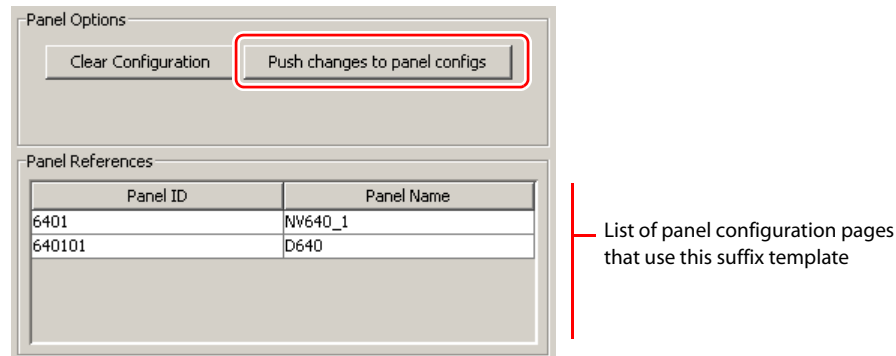 Panel Options
Clear Configuration Push changes to panel configs
Panel References
Panel ID Panel Name
6401 NV640_1
640101 D640
List of panel configuration pages
that use this suffix template